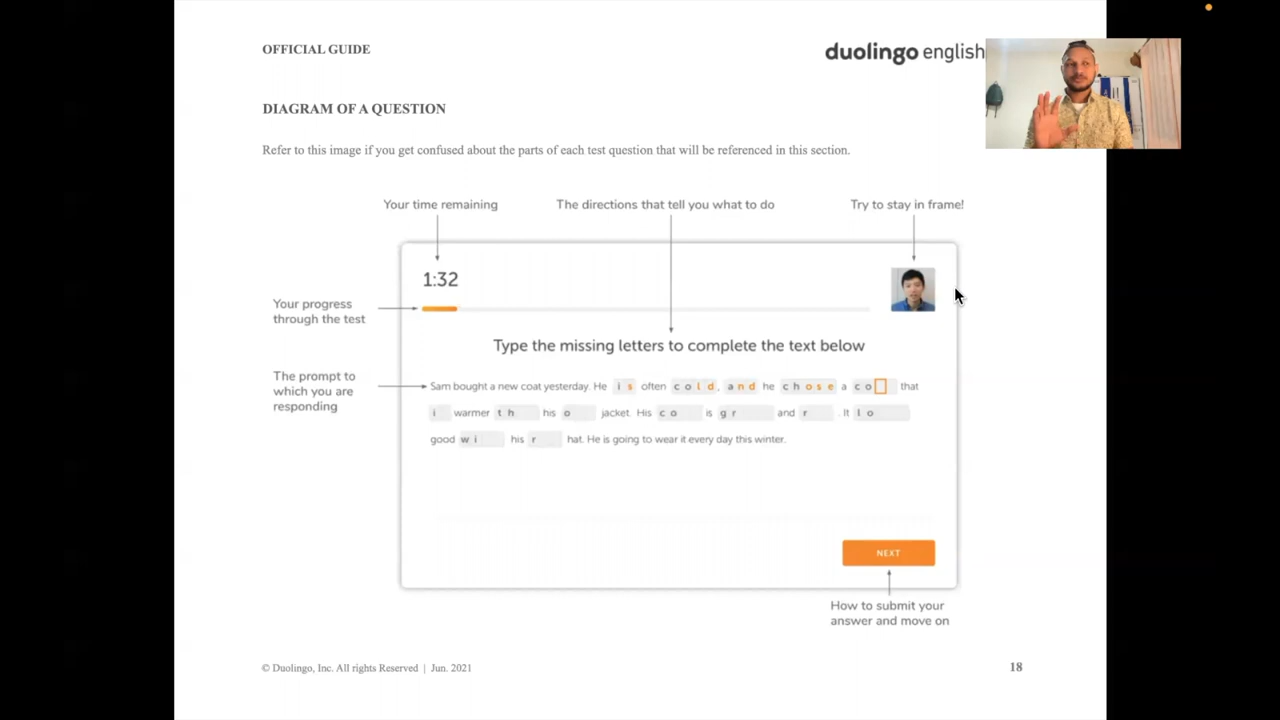 OFFICIAL GUIDE
duolingo english
DIAGRAM OF A QUESTION
Refer to this image if you get confused about the parts of each test question that will be referenced in this section.
Your time remaining
The directions that tell you what to do
Try to stay in frame!
1:32
Your progress
through the test
Type the missing letters to complete the text below
The prompt to
which you are
responding
Sam bought a new coat yesterday. He is often cold, and he chose a co that
i warmer th his o jacket. His co is gr and r . It lo
good wi his r hat. He is going to wear it every day this winter.
NEXT
How to submit your
answer and move on
© Duolingo, Inc. All rights Reserved | Jun. 2021
18